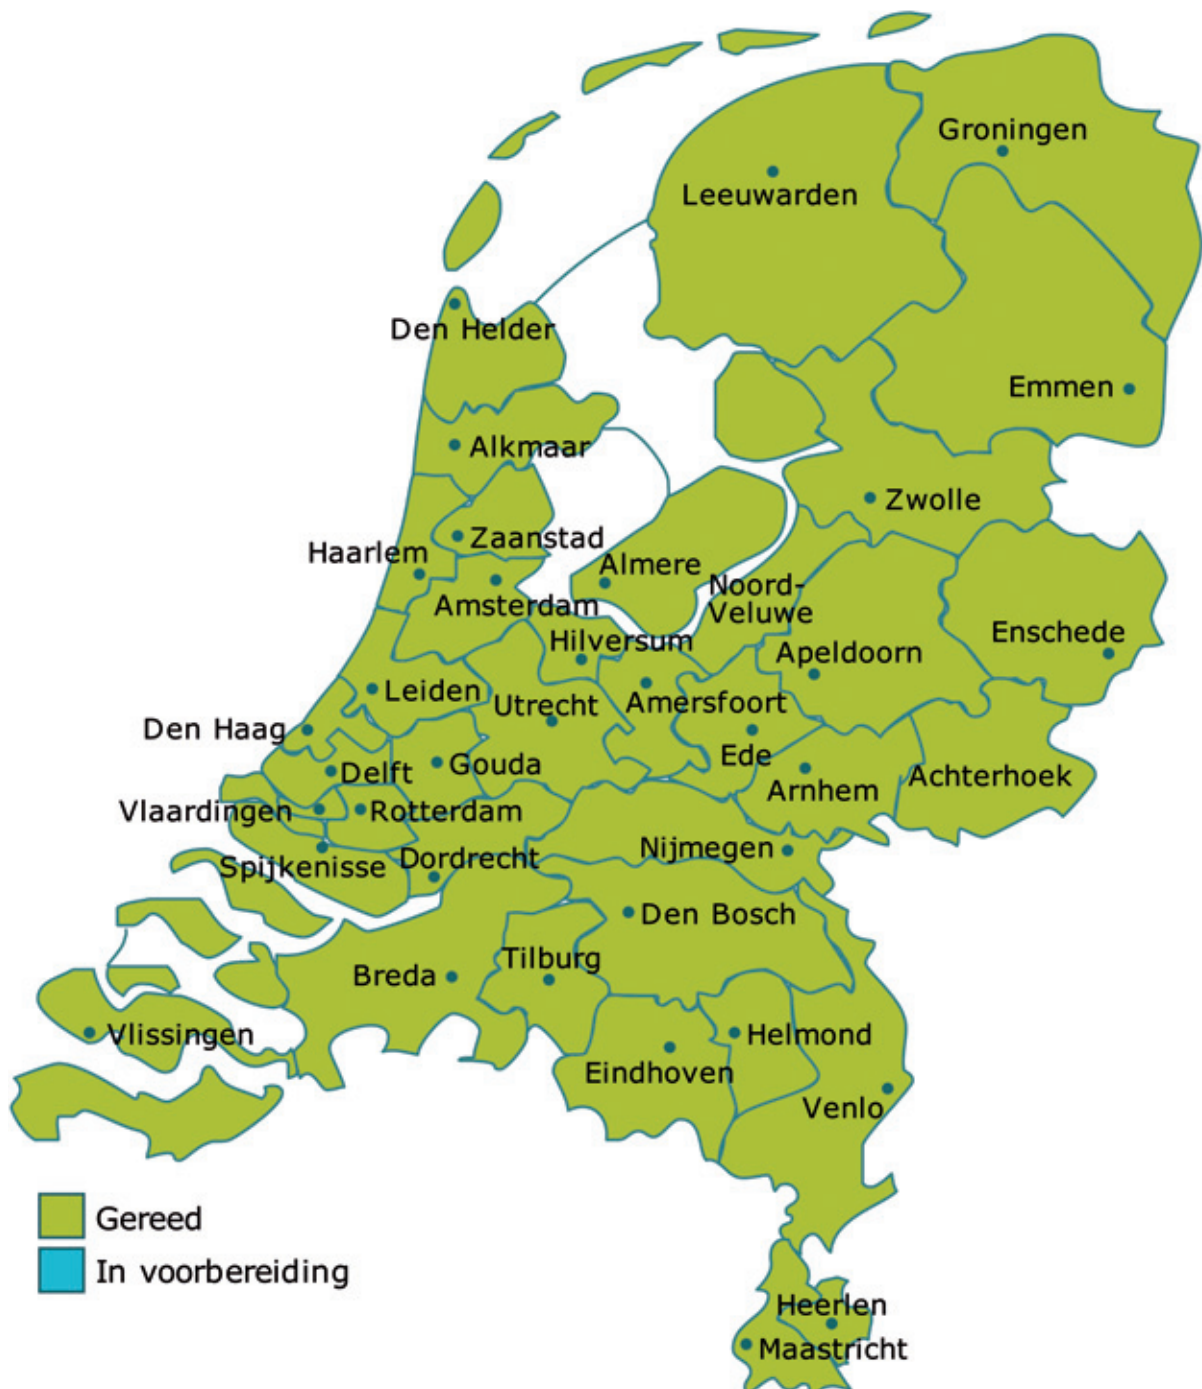 Groningen
Leeuwarden
Den Helder
Emmen
Alkmaar
Zwolle
Zaanstad
Haarlem
Almere
Noord-
Veluwe
Amsterdam
Enschede
Hilversum
Apeldoorn
Leiden
Utrecht
Amersfoort
Den Haag
Ede
Gouda
Delft
Achterhoek
Arnhem
Vlaardingen
Rotterdam
Nijmegen
Dordrecht
Spijkenisse
Den Bosch
Tilburg
Breda
Vlissingen
Helmond
Eindhoven
Venlo
Gereed
In voorbereiding
Heerlen
Maastricht